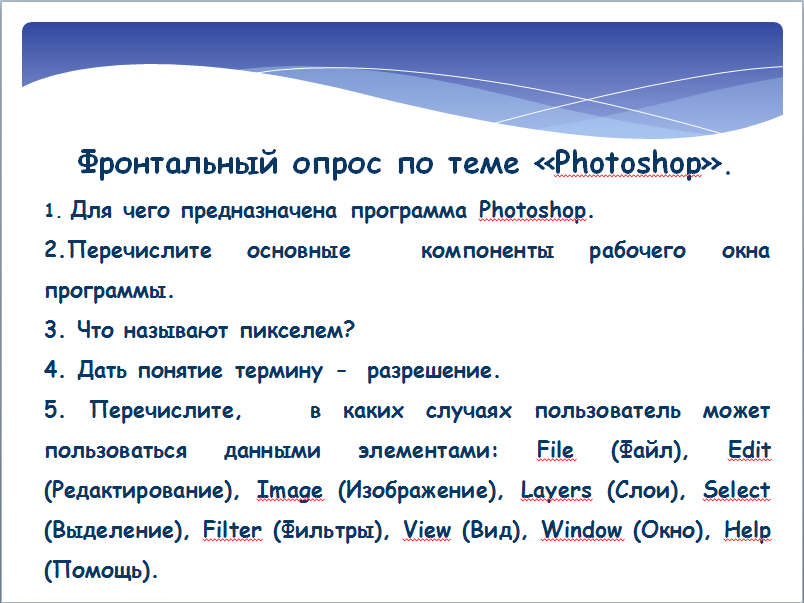 Фронтальный опрос по теме «Photoshop».
1. Для чего предназначена программа Photoshop.
2.Перечислите основные компоненты рабочего окна
программы.
3. Что называют пикселем?
4. Дать понятие термину - разрешение.
5. Перечислите, в каких случаях пользователь может
пользоваться данными элементами: File (Файл), Edit
(Редактирование), Image (Изображение), Layers (Слои), Select
(Выделение), Filter (Фильтры), View (Вид), Window (Окно), Help
(Помощь).